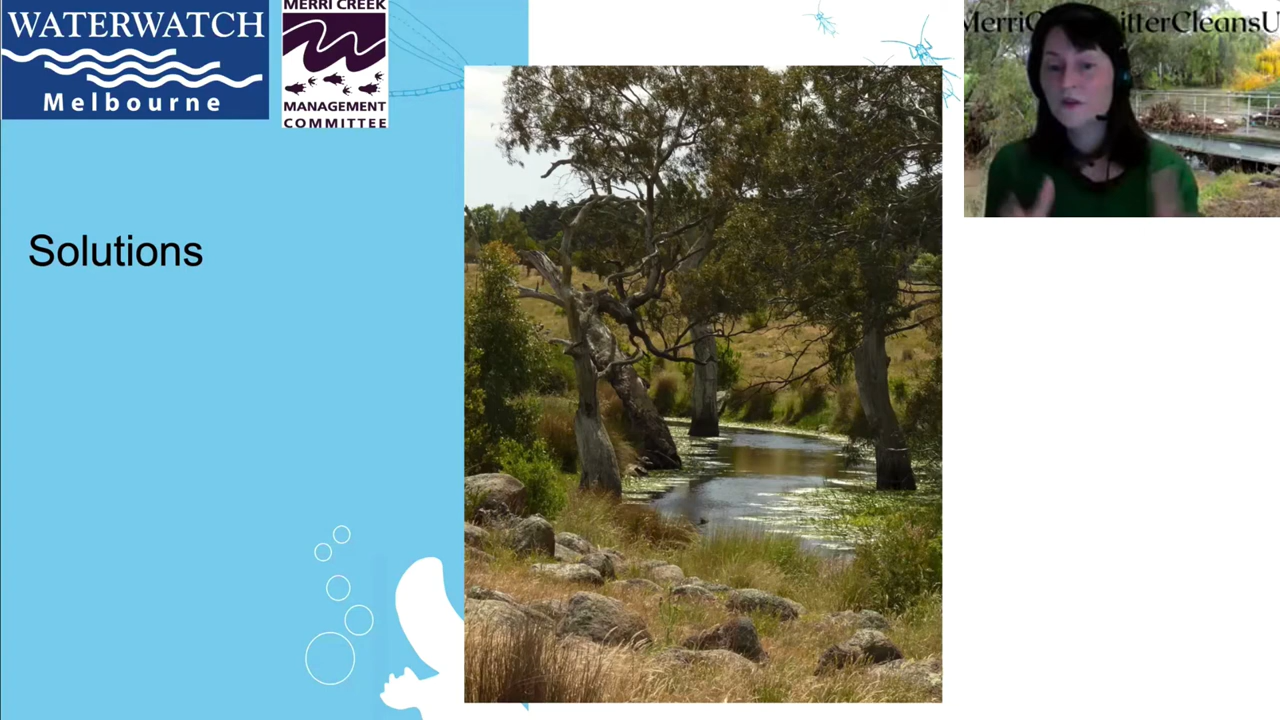 WATERWATCH
Melbourne
MERRI CREEK
MANAGEMENT
COMMITTEE
Solutions